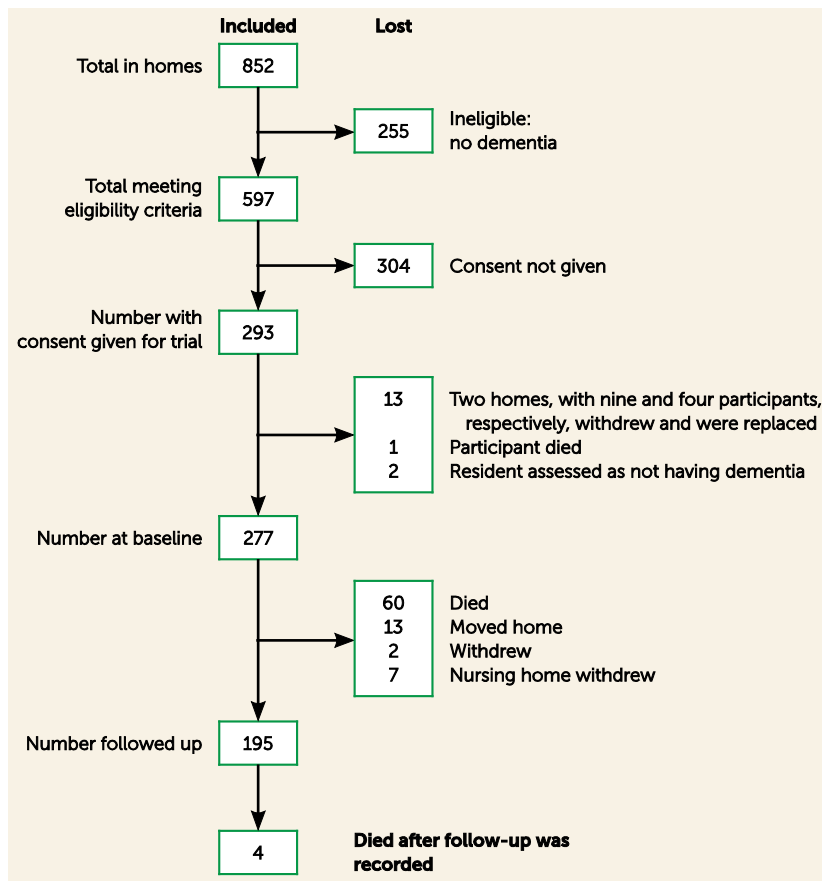 Included Lost
Total in homes 852
255 Ineligible:
no dementia
Total meeting
eligibility criteria 597
304 Consent not given
Number with
consent given for trial 293
13 Two homes, with nine and four participants,
respectively, withdrew and were replaced
1 Participant died
2 Resident assessed as not having dementia
Number at baseline 277
60 Died
13 Moved home
2 Withdrew
7 Nursing home withdrew
Number followed up 195
4 Died after follow-up was
recorded